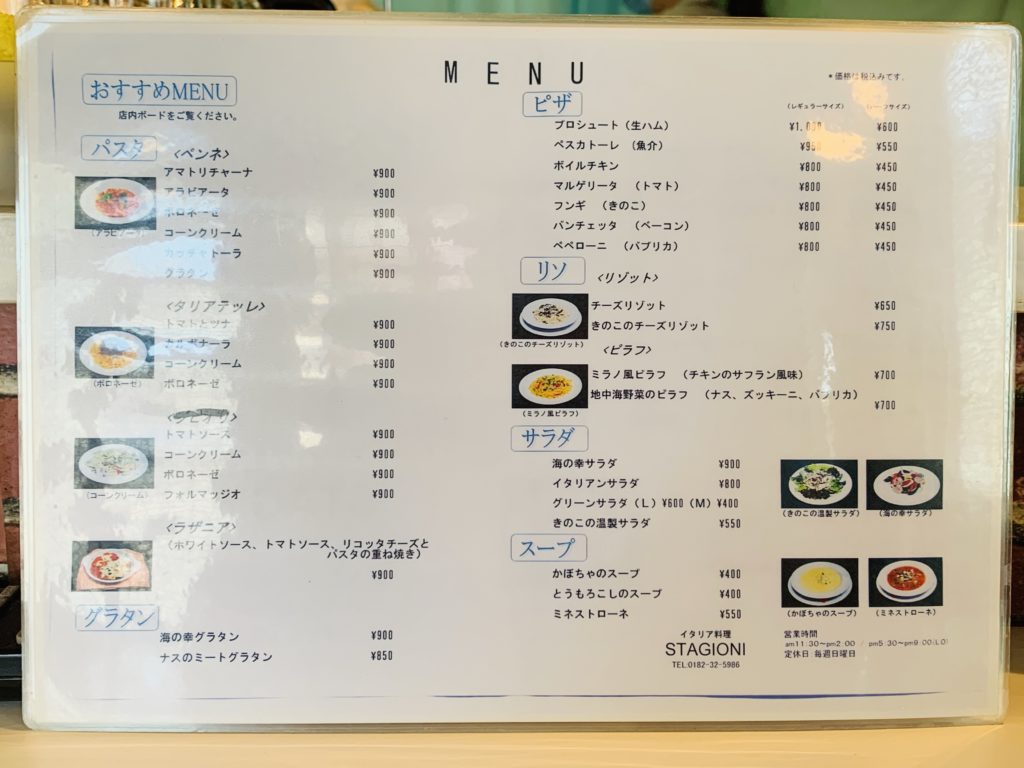 MENU
*価格は税込みです。
おすすめMENU
店内ボードをご覧ください。
パスタ
<ペンネ>
アマトリチャーナ ¥900
アラビアータ ¥900
ボロネーゼ ¥900
コーンクリーム ¥900
カッチャトーラ ¥900
グラタン ¥900
<タリアテッレ>
トマトとツナ ¥900
カルボナーラ ¥900
コーンクリーム ¥900
ボロネーゼ ¥900
(ボロネーゼ)
トマトソース ¥900
コーンクリーム ¥900
ボロネーゼ ¥900
フォルマッジオ ¥900
(コーンクリーム)
<ラザニア>
(ホワイトソース、トマトソース、リコッタチーズと
パスタの重ね焼き)
¥900
グラタン
海の幸グラタン ¥900
ナスのミートグラタン ¥850
ピザ
(レギュラーサイズ)
プロシュート(生ハム) ¥600
ペスカトーレ (魚介) ¥550
ボイルチキン ¥800 ¥450
マルゲリータ (トマト) ¥800 ¥450
フンギ (きのこ) ¥800 ¥450
パンチェッタ (ベーコン) ¥800 ¥450
ペペローニ (パプリカ) ¥800 ¥450
リソ
<リゾット>
チーズリゾット ¥650
きのこのチーズリゾット ¥750
(きのこのチーズリゾット)
<ピラフ>
ミラノ風ピラフ (チキンのサフラン風味) ¥700
地中海野菜のピラフ (ナス、ズッキーニ、パプリカ)
¥700
(ミラノ風ピラフ)
サラダ
海の幸サラダ ¥900
イタリアンサラダ ¥800
グリーンサラダ(L)¥600(M)¥400
きのこの温製サラダ ¥550
(きのこの温製サラダ) (海の幸サラダ)
スープ
かぼちゃのスープ ¥400
とうもろこしのスープ ¥400
ミネストローネ ¥550
(かぼちゃのスープ) (ミネストローネ)
イタリア料理
STAGIONI
TEL:0182-32-5986
営業時間
am11:30~pm2:00 / pm5:30~pm9:00(LO)
定休日 毎週日曜日